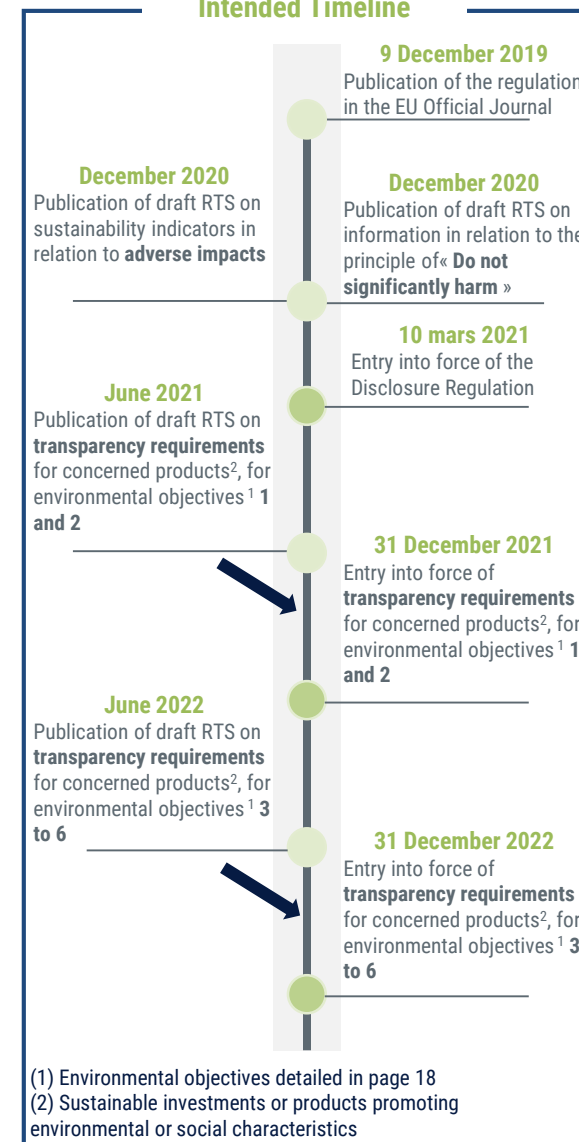 Intended Timeline
9 December 2019
Publication of the regulation
in the EU Official Journal
December 2020
Publication of draft RTS on
sustainability indicators in
relation to adverse impacts
December 2020
Publication of draft RTS on
information in relation to the
principle of« Do not
significantly harm »
10 mars 2021
Entry into force of the
Disclosure Regulation
June 2021
Publication of draft RTS on
transparency requirements
for concerned products², for
environmental objectives ¹ 1
and 2
31 December 2021
Entry into force of
transparency requirements
for concerned products², for
environmental objectives ¹ 1
and 2
June 2022
Publication of draft RTS on
transparency requirements
for concerned products², for
environmental objectives ¹ 3
to 6
31 December 2022
Entry into force of
transparency requirements
for concerned products², for
environmental objectives ¹ 3
to 6
(1) Environmental objectives detailed in page 18
(2) Sustainable investments or products promoting
environmental or social characteristics